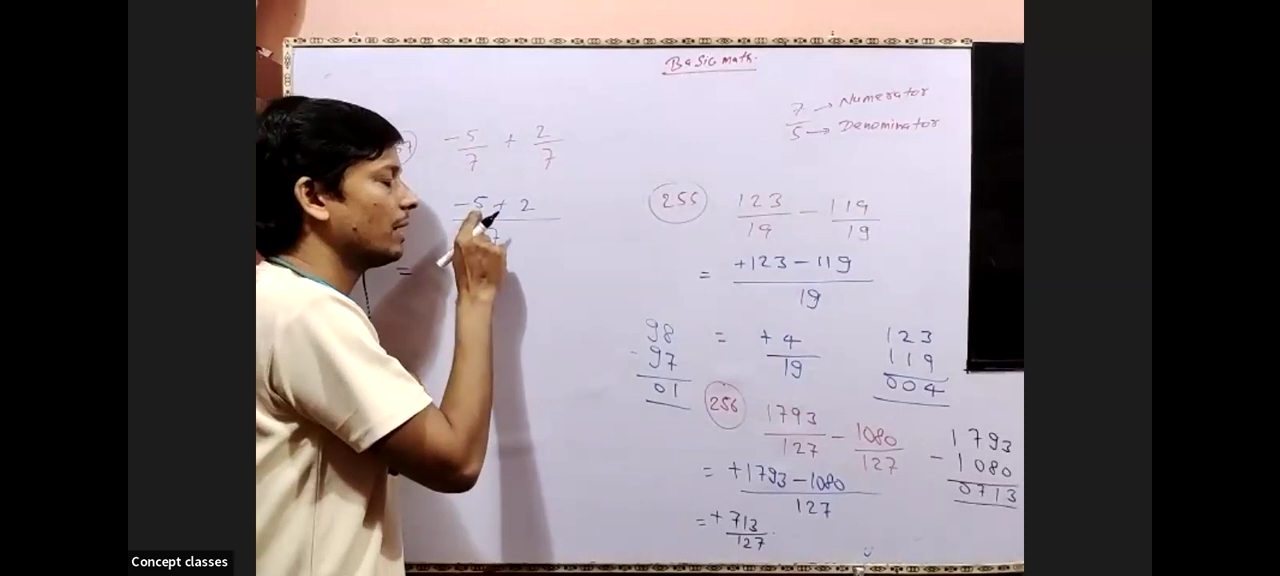 Basic math.
7 → Numerator
5 → Denominator
-5/7 + 2/7
-5 + 2
7
=
255
123/19 - 119/19
= +123 - 119
19
= +4/19
98
- 97
01
123
119
004
256
1793/127 - 1080/127
= +1793 - 1080
127
= +713/127.
1793
- 1080
0713
Concept classes